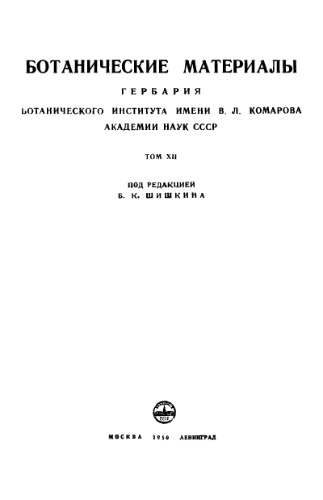 БОТАНИЧЕСКИЕ МАТЕРИАЛЫ
ГЕРБАРИЯ
БОТАНИЧЕСКОГО ИНСТИТУТА ИМЕНИ В. Л. КОМАРОВА
АКАДЕМИИ НАУК СССР
ТОМ XII
ПОД РЕДАКЦИЕЙ
Б. К. ШИШКИНА
МОСКВА 1950 ЛЕНИНГРАД